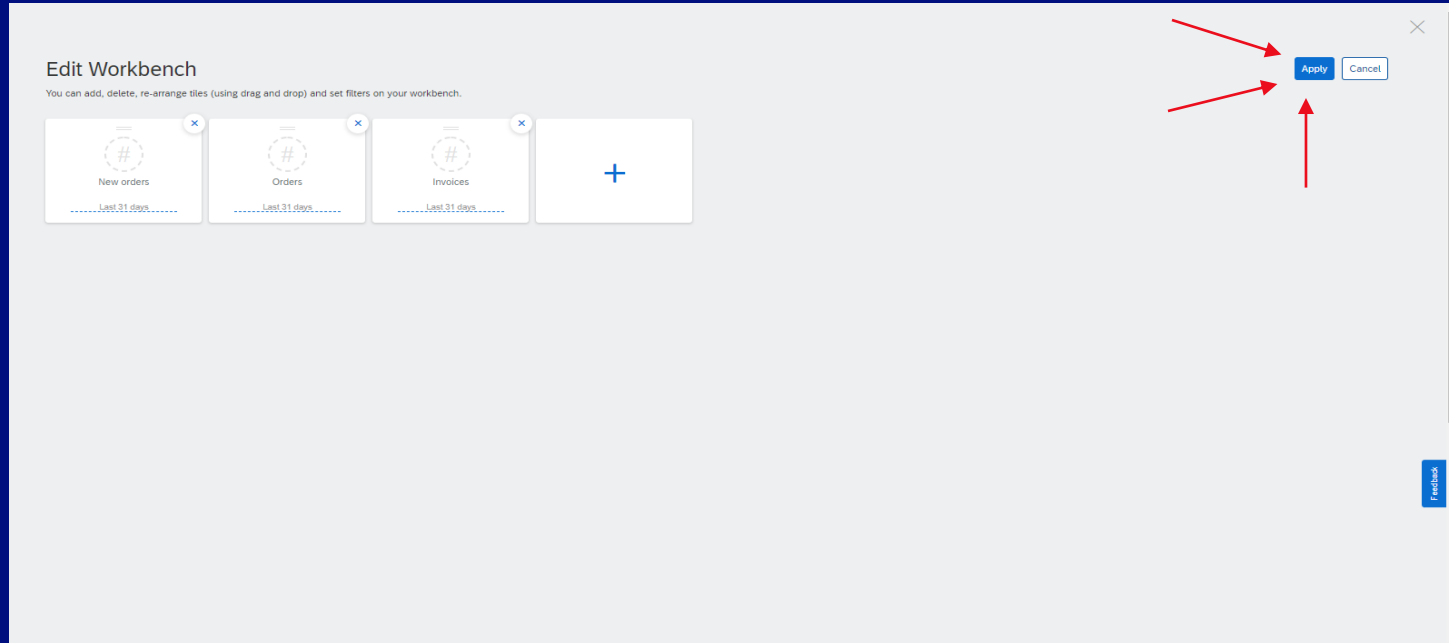 Edit Workbench
Apply
Cancel
You can add, delete, re-arrange tiles (using drag and drop) and set filters on your workbench.
#
New orders
Last 31 days
#
Orders
Last 31 days
#
Invoices
Last 31 days
Feedback